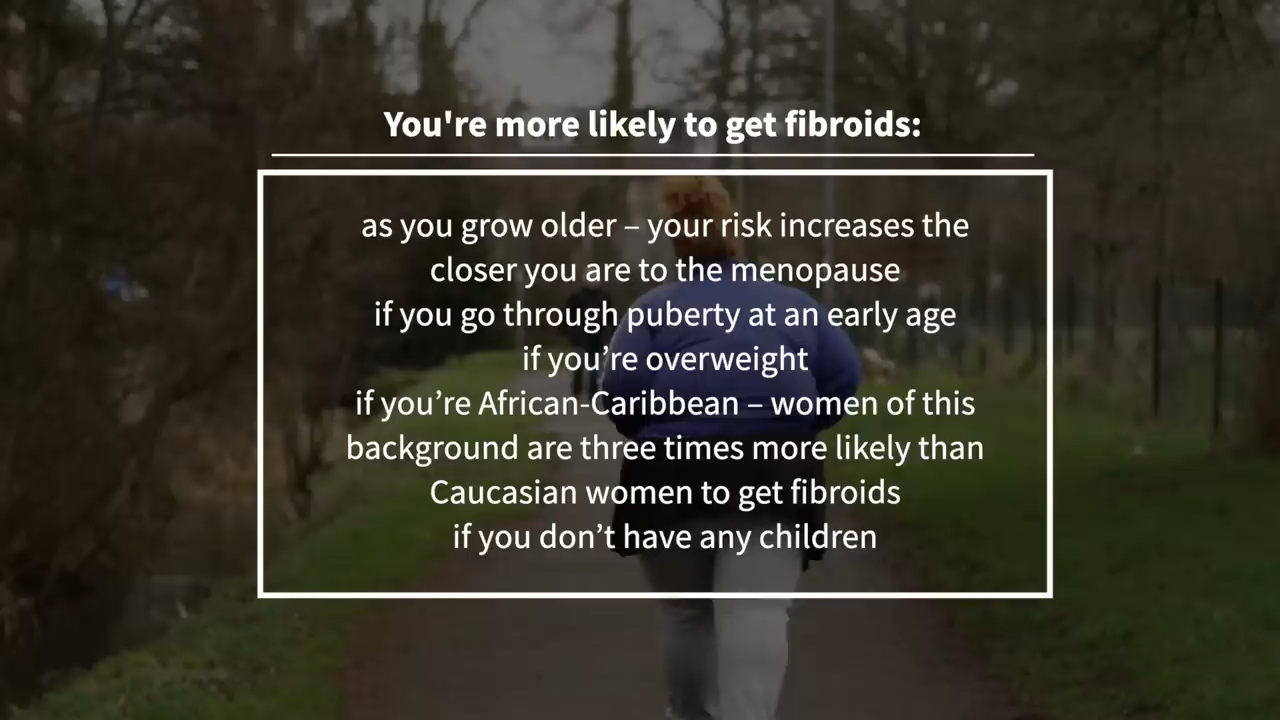 You're more likely to get fibroids:
as you grow older – your risk increases the
closer you are to the menopause
if you go through puberty at an early age
if you’re overweight
if you’re African-Caribbean – women of this
background are three times more likely than
Caucasian women to get fibroids
if you don’t have any children